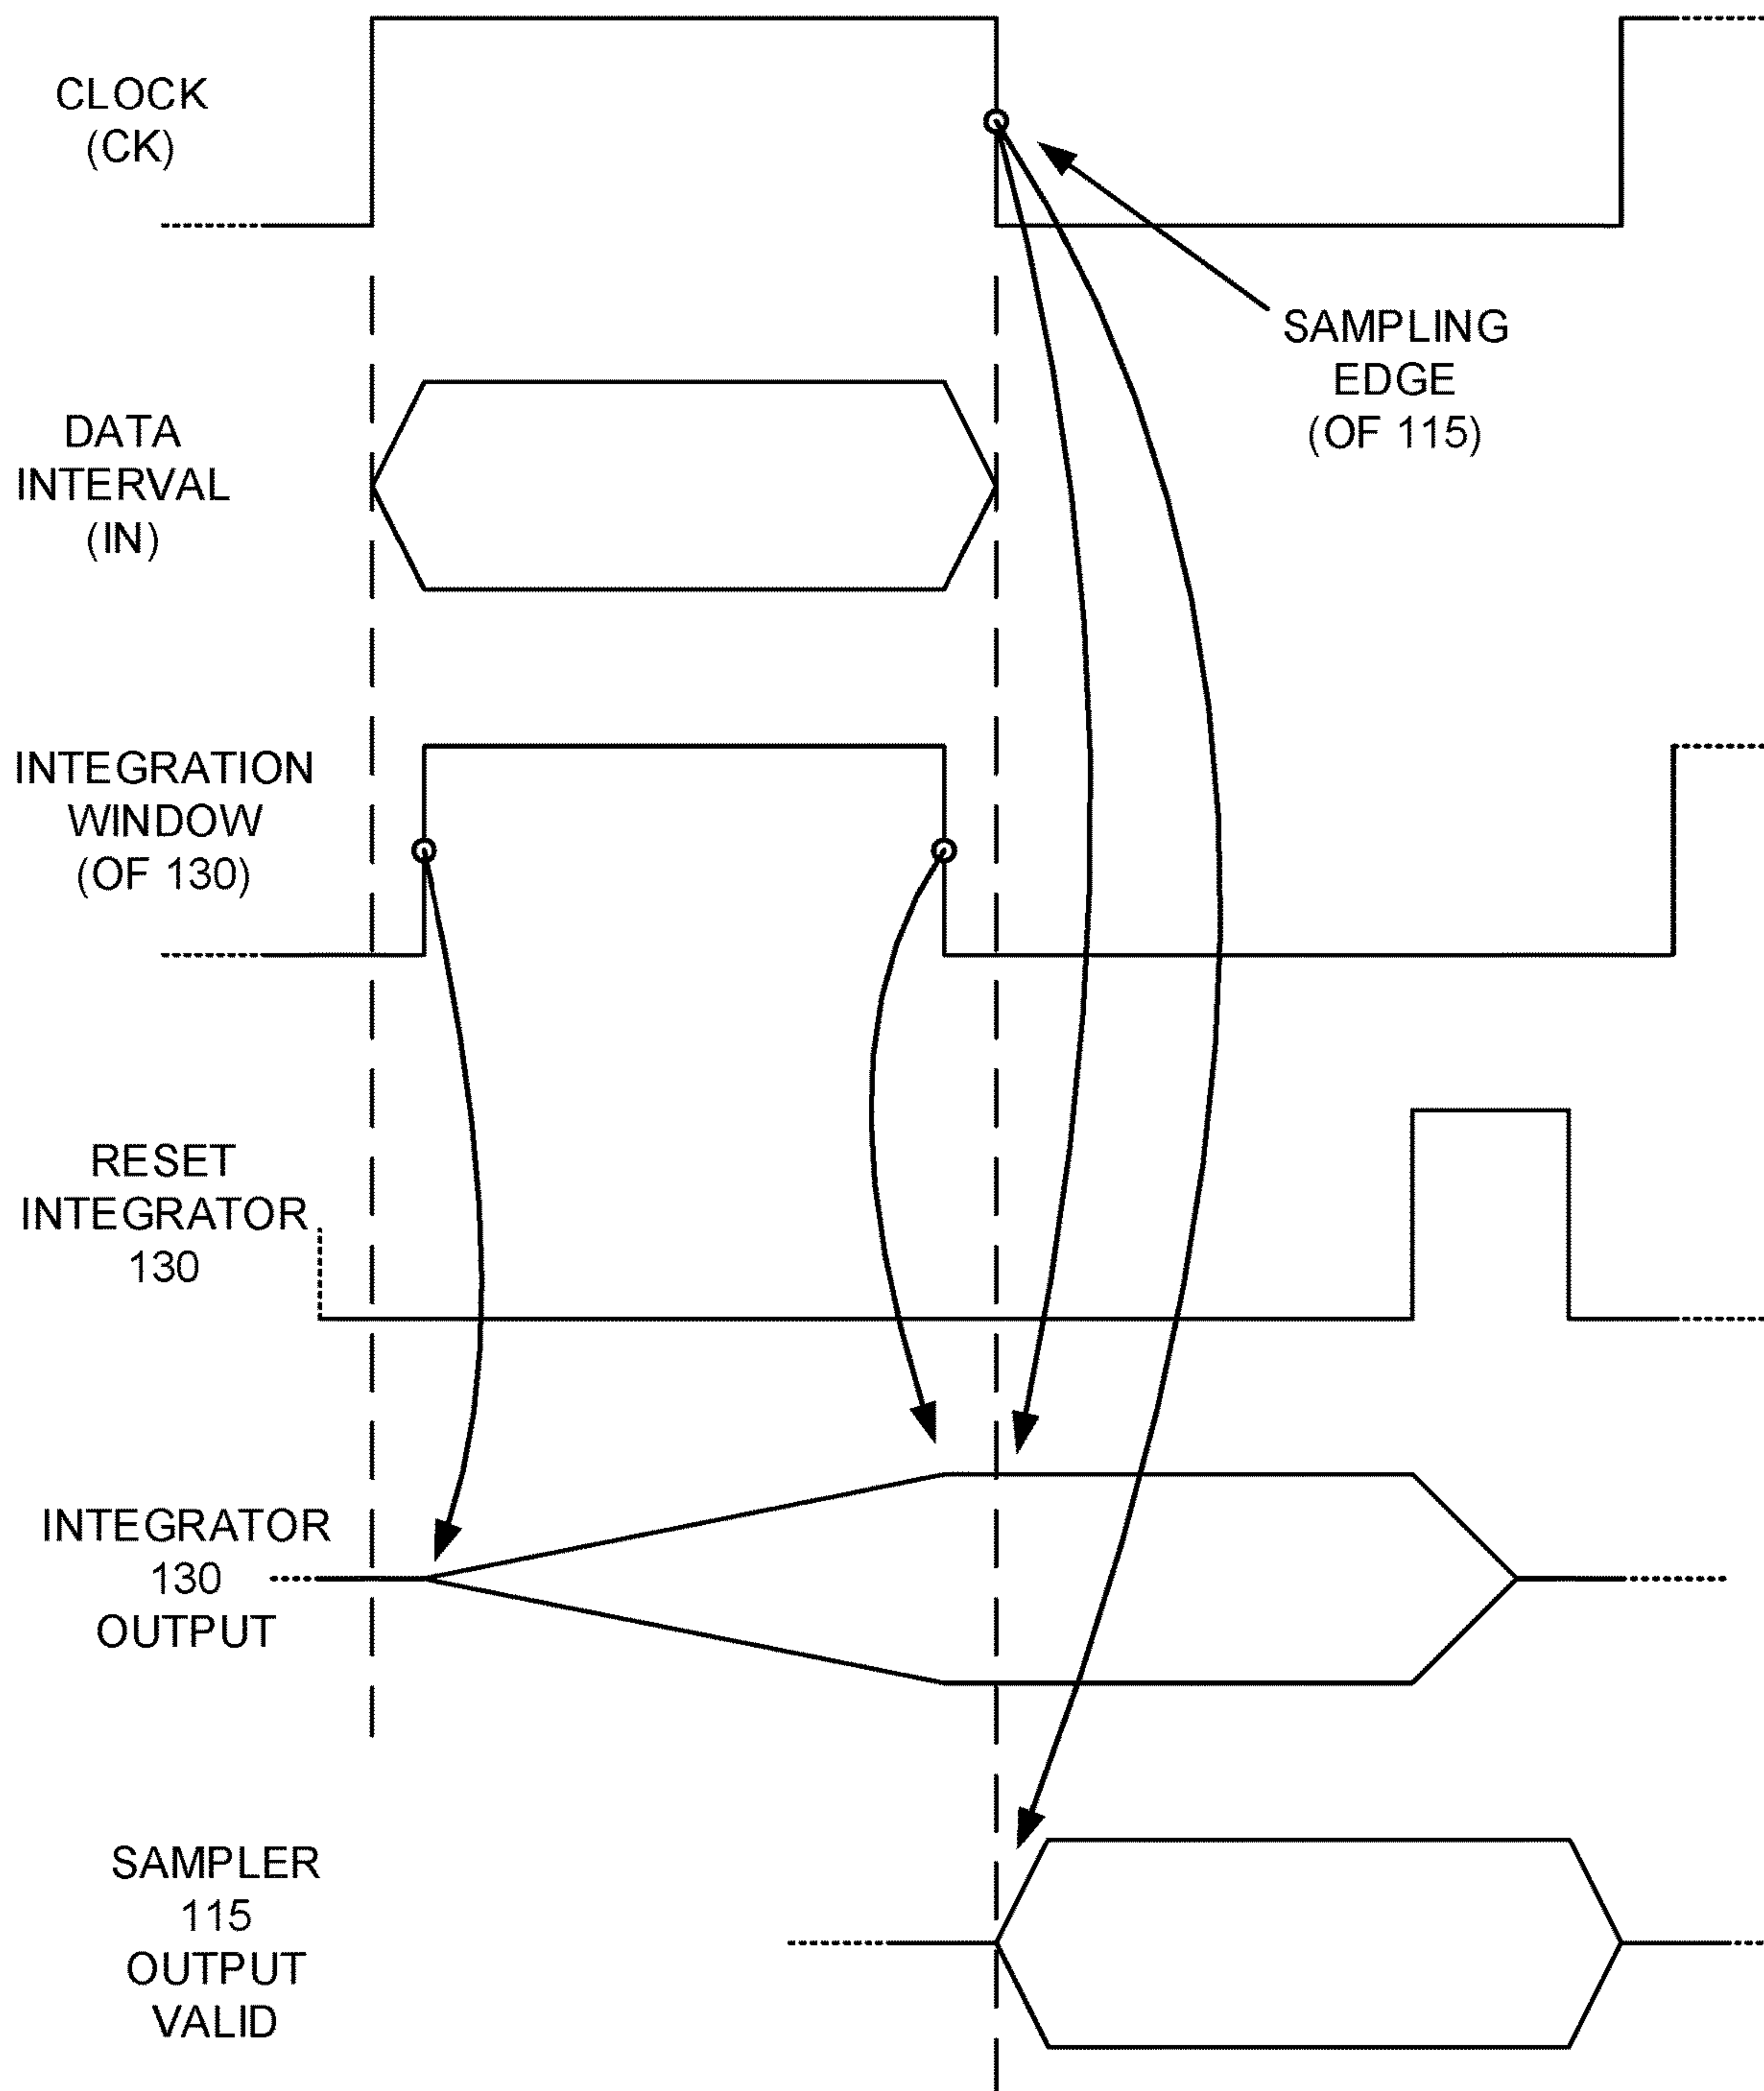 CLOCK
(CK)
SAMPLING
EDGE
(OF 115)
DATA
INTERVAL
(IN)
INTEGRATION
WINDOW
(OF 130)
RESET
INTEGRATOR
130
INTEGRATOR
130
OUTPUT
SAMPLER
115
OUTPUT
VALID